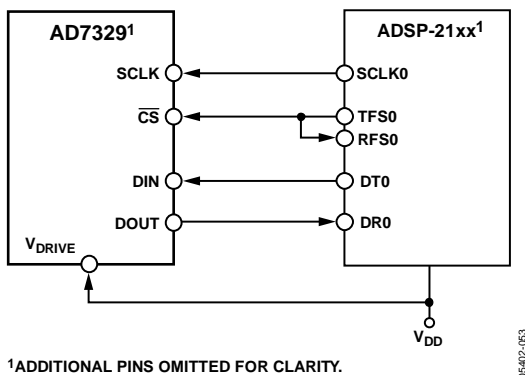 AD7329¹
ADSP-21xx¹
SCLK
SCLK0
CS
TFS0
RFS0
DIN
DT0
DOUT
DR0
VDRIVE
VDD
¹ADDITIONAL PINS OMITTED FOR CLARITY.
05402-053